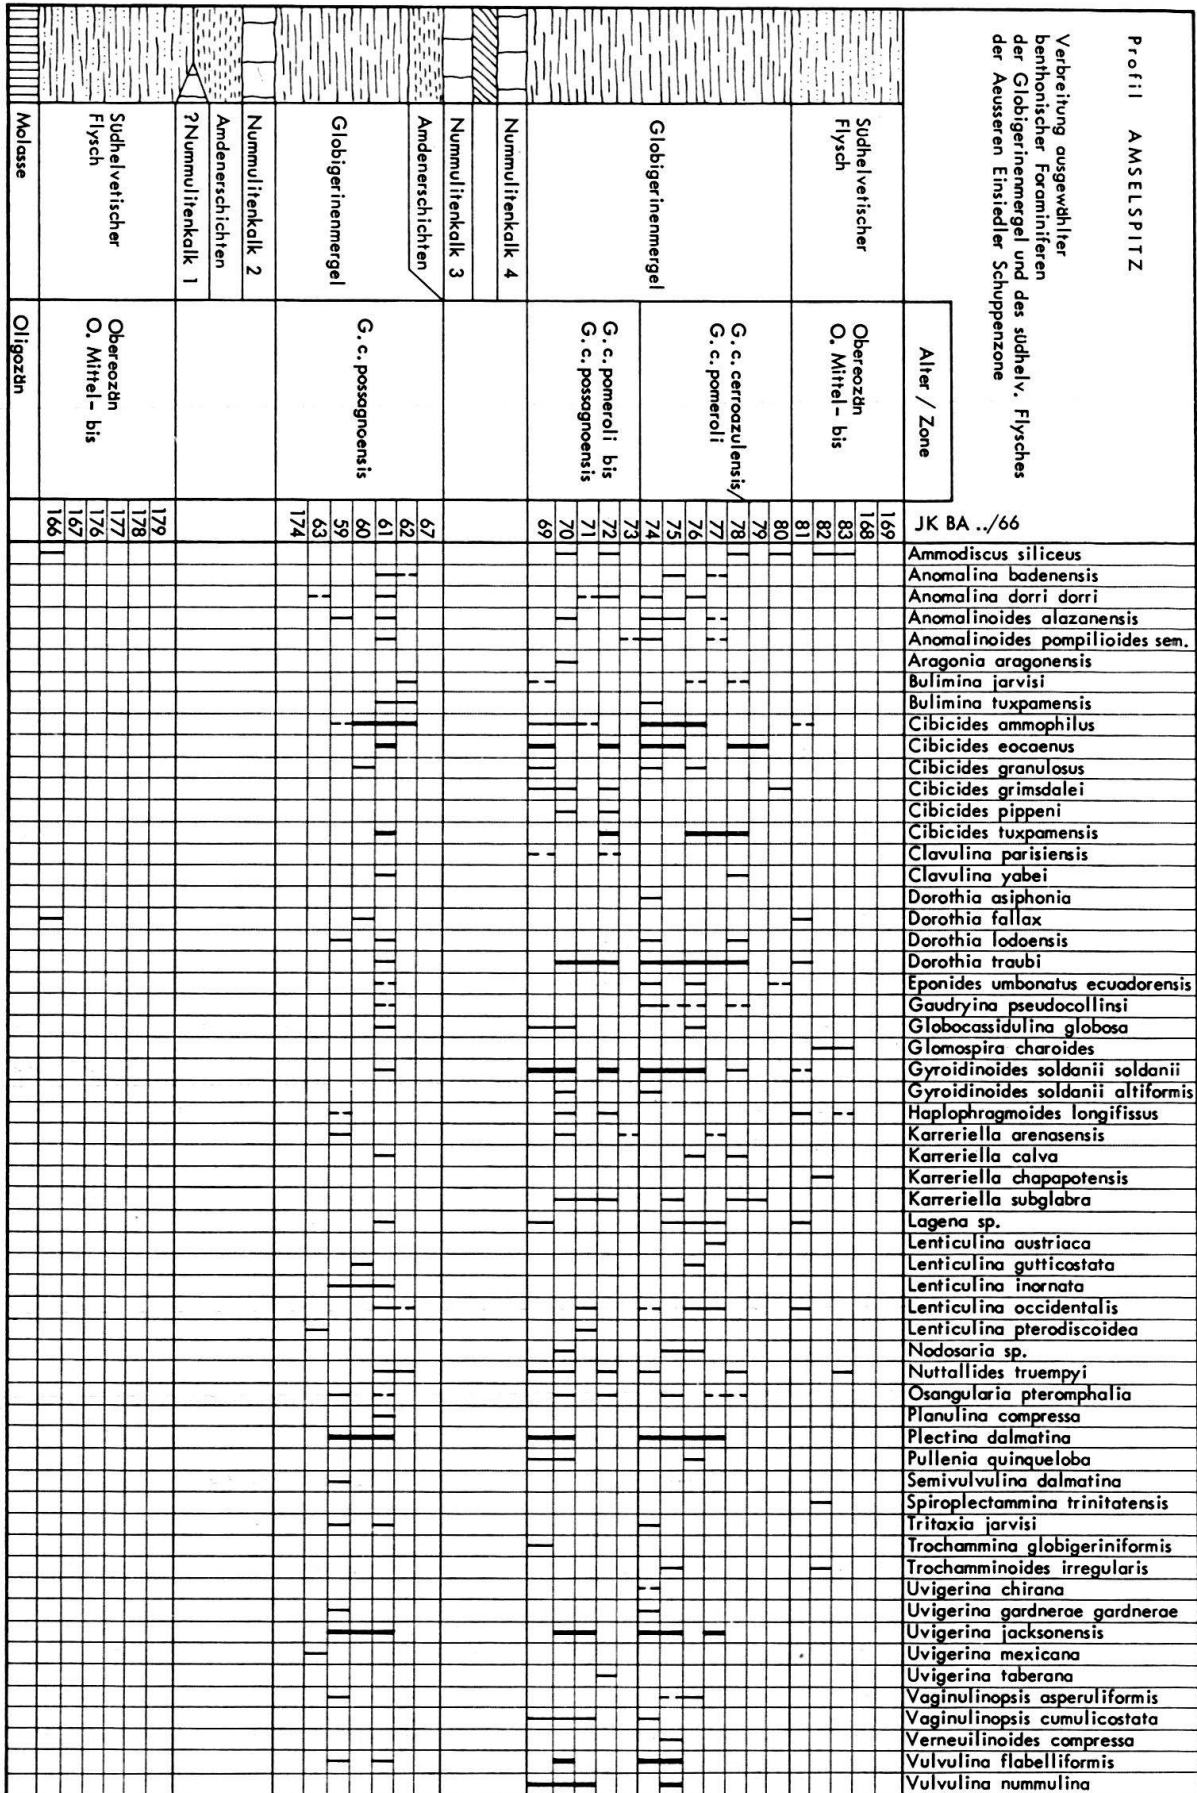 Profil AMSELSPITZ
Verbreitung ausgewählter
benthonischer Foraminiferen
der Globigerinenmergel und des südhelv. Flysches
der Aeusseren Einsiedler Schuppenzone
Alter / Zone
JK BA ../66
Südhelvetischer
Flysch
Obereozän
O. Mittel- bis
169
168
83
82
81
Globigerinenmergel
G. c. cerroazulensis/
G. c. pomeroli
80
79
78
77
76
75
74
G. c. pomeroli bis
G. c. possagnoensis
73
72
71
70
69
Nummulitenkalk 4
Nummulitenkalk 3
Amdenerschichten
Globigerinenmergel
G. c. possagnoensis
67
62
61
60
59
63
174
Nummulitenkalk 2
Amdenerschichten
?Nummulitenkalk 1
Südhelvetischer
Flysch
Obereozän
O. Mittel- bis
179
178
177
176
167
166
Molasse
Oligozän
Ammodiscus siliceus
Anomalina badenensis
Anomalina dorri dorri
Anomalinoides alazanensis
Anomalinoides pompilioides sem.
Aragonia aragonensis
Bulimina jarvisi
Bulimina tuxpamensis
Cibicides ammophilus
Cibicides eocaenus
Cibicides granulosus
Cibicides grimsdalei
Cibicides pippeni
Cibicides tuxpamensis
Clavulina parisiensis
Clavulina yabei
Dorothia asiphonia
Dorothia fallax
Dorothia lodoensis
Dorothia traubi
Eponides umbonatus ecuadorensis
Gaudryina pseudocollinsi
Globocassidulina globosa
Glomospira charoides
Gyroidinoides soldanii soldanii
Gyroidinoides soldanii altiformis
Haplophragmoides longifissus
Karreriella arenasensis
Karreriella calva
Karreriella chapapotensis
Karreriella subglabra
Lagena sp.
Lenticulina austriaca
Lenticulina gutticostata
Lenticulina inornata
Lenticulina occidentalis
Lenticulina pterodiscoidea
Nodosaria sp.
Nuttallides truempyi
Osangularia pteromphalia
Planulina compressa
Plectina dalmatina
Pullenia quinqueloba
Semivulvulina dalmatina
Spiroplectammina trinitatensis
Tritaxia jarvisi
Trochammina globigeriniformis
Trochamminoides irregularis
Uvigerina chirana
Uvigerina gardnerae gardnerae
Uvigerina jacksonensis
Uvigerina mexicana
Uvigerina taberana
Vaginulinopsis asperuliformis
Vaginulinopsis cumulicostata
Verneuilinoides compressa
Vulvulina flabelliformis
Vulvulina nummulina